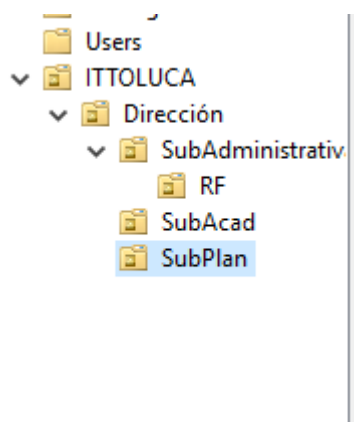 Users
ITTOLUCA
Dirección
SubAdministrativ
RF
SubAcad
SubPlan